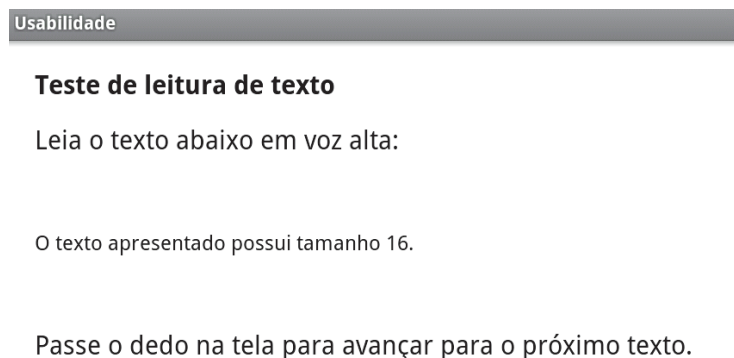 Usabilidade
Teste de leitura de texto
Leia o texto abaixo em voz alta:
O texto apresentado possui tamanho 16.
Passe o dedo na tela para avançar para o próximo texto.